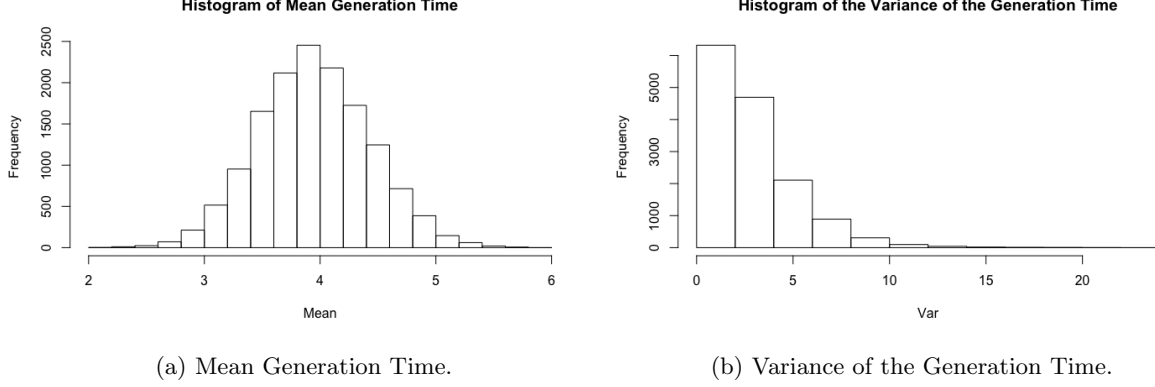 Histogram of Mean Generation Time
Frequency
0 500 1000 1500 2000 2500
2 3 4 5 6
Mean
(a) Mean Generation Time.
Histogram of the Variance of the Generation Time
Frequency
0 1000 3000 5000
0 5 10 15 20
Var
(b) Variance of the Generation Time.